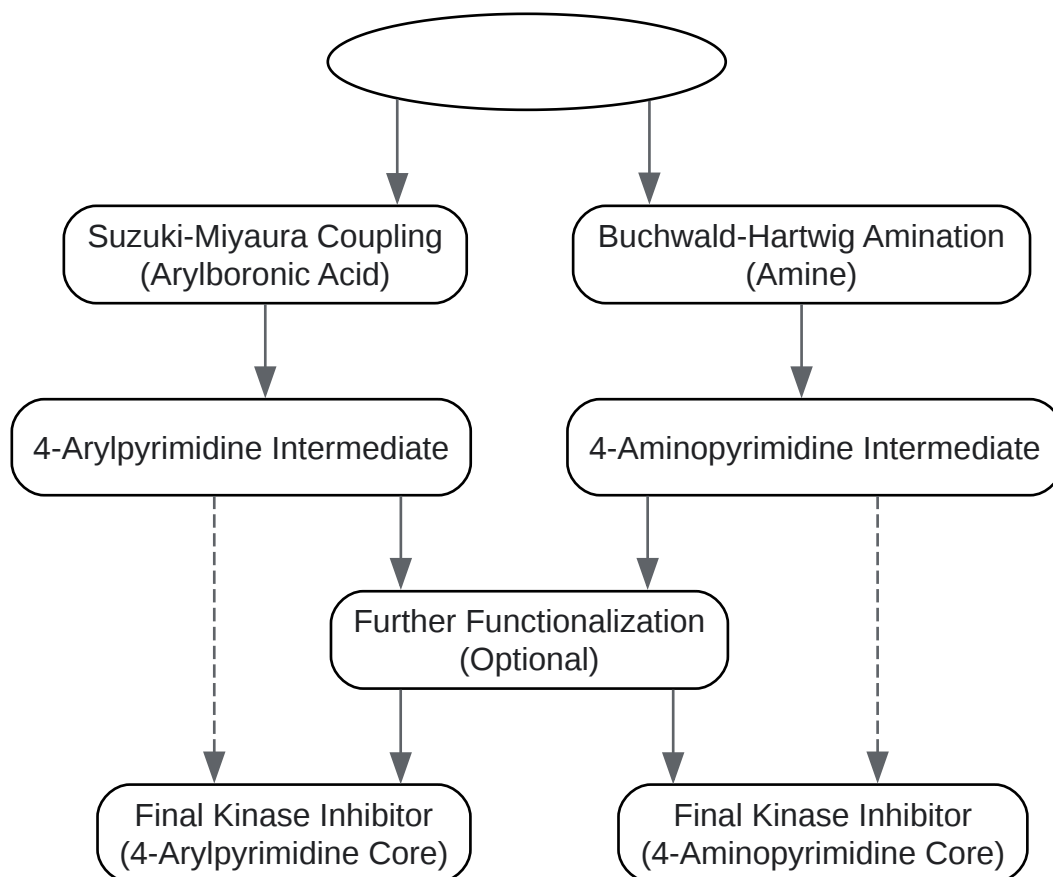 Suzuki-Miyaura Coupling
(Arylboronic Acid)
Buchwald-Hartwig Amination
(Amine)
4-Arylpyrimidine Intermediate
4-Aminopyrimidine Intermediate
Further Functionalization
(Optional)
Final Kinase Inhibitor
(4-Arylpyrimidine Core)
Final Kinase Inhibitor
(4-Aminopyrimidine Core)